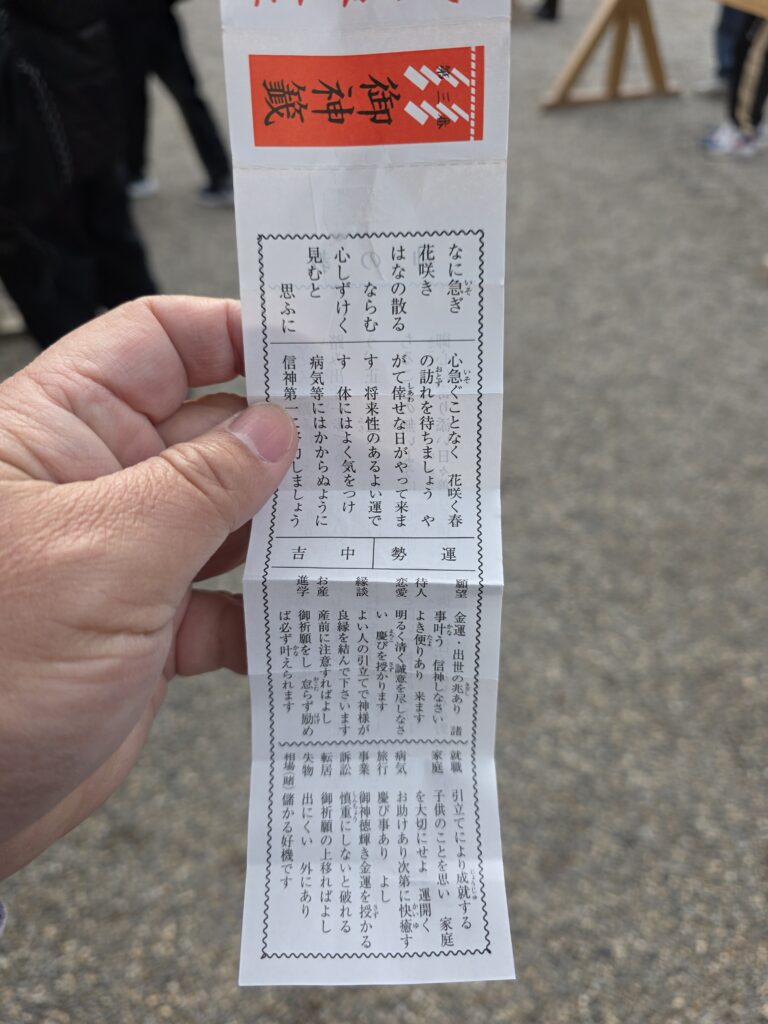 第三番
御神籤
なに急ぎ
花咲き
はなの散る
ならむ
心しずけく
見むと
思ふに
心急ぐことなく　花咲く春
の訪れを待ちましょう　や
がて倖せな日がやって来ま
す　将来性のあるよい運で
す　体にはよく気をつけ
病気等にはかからぬように
信神第一に 力しましょう
運勢
中吉
願望　金運・出世の兆あり　諸
事叶う　信神しなさい
待人　よき便りあり　来ます
恋愛　明るく清く誠意を尽しなさ
い　慶びを授かります
縁談　よい人の引立てで神様が
良縁を結んで下さいます
お産　産前に注意すればよし
進学　御祈願をし　怠らず励め
ば必ず叶えられます
就職　引立てにより成就する
家庭　子供のことを思い　家庭
を大切にせよ　運開く
病気　お助けあり次第に快癒す
旅行　慶び事あり　よし
事業　御神徳輝き金運を授かる
訴訟　慎重にしないと破れる
転居　御祈願の上移ればよし
失物　出にくい　外にあり
相場（賭）儲かる好機です